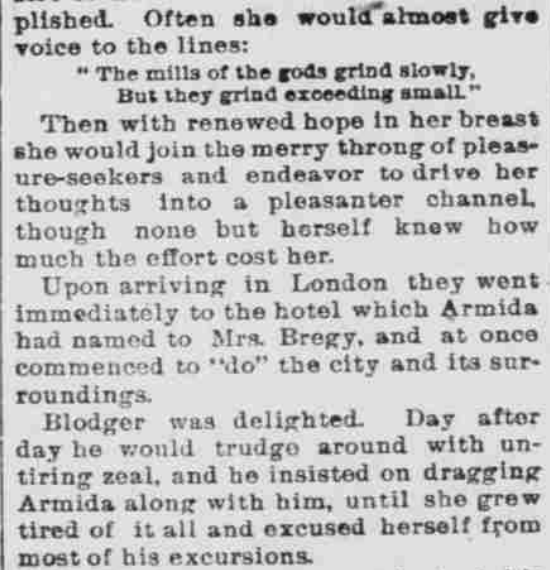 plished. Often she would almost give
voice to the lines:
" The mills of the gods grind slowly,
But they grind exceeding small."
Then with renewed hope in her breast
she would join the merry throng of pleas-
ure-seekers and endeavor to drive her
thoughts into a pleasanter channel,
though none but herself knew how
much the effort cost her.
Upon arriving in London they went
immediately to the hotel which Armida
had named to Mrs. Bregy, and at once
commenced to "do" the city and its sur-
roundings.
Blodger was delighted. Day after
day he would trudge around with un-
tiring zeal, and he insisted on dragging
Armida along with him, until she grew
tired of it all and excused herself from
most of his excursions.